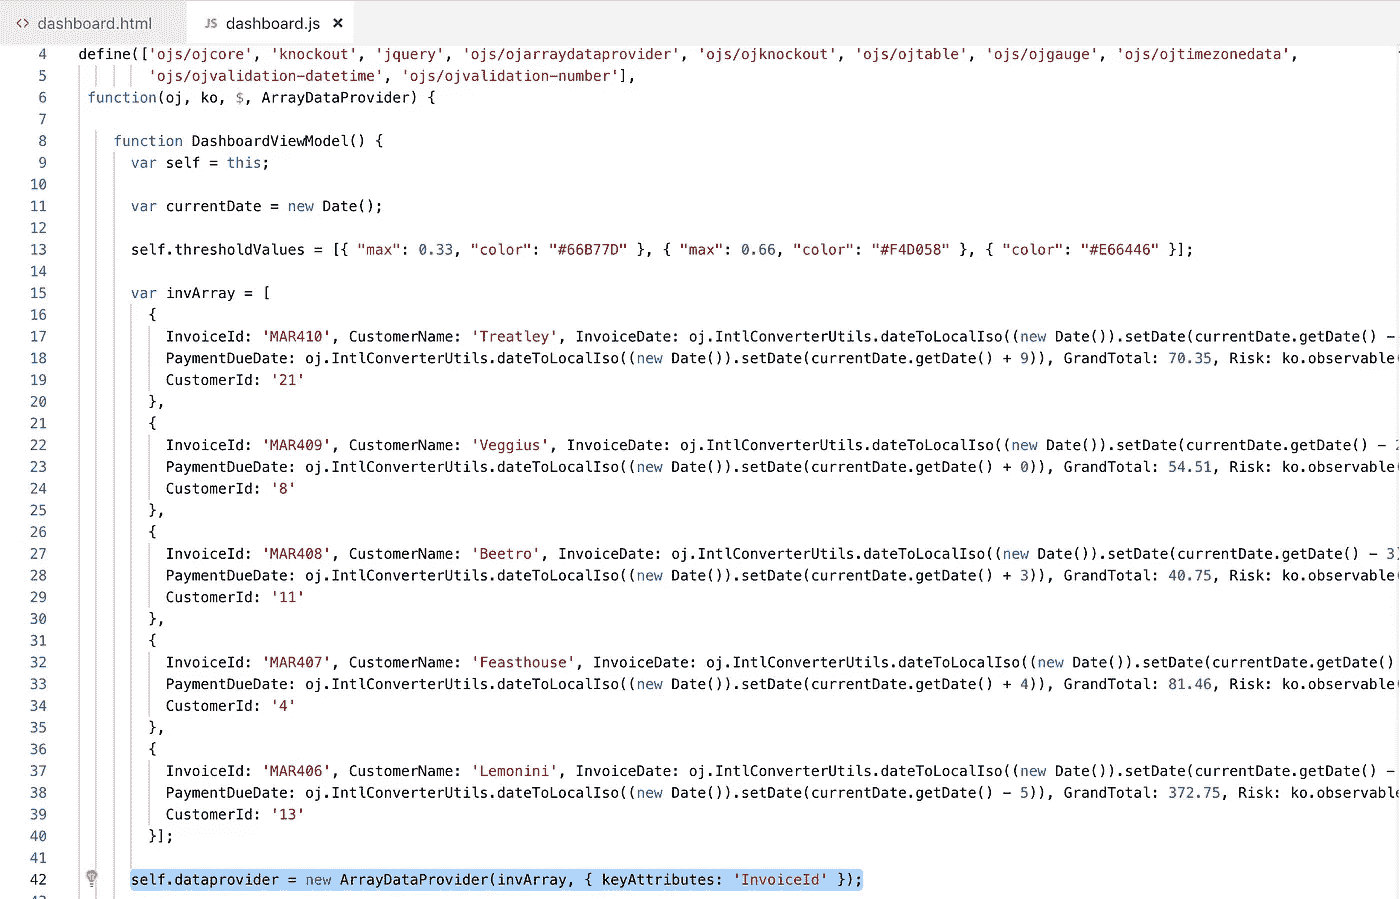 <> dashboard.html JS dashboard.js ×
4 define(['ojs/ojcore', 'knockout', 'jquery', 'ojs/ojarraydataprovider', 'ojs/ojknockout', 'ojs/ojtable', 'ojs/ojgauge', 'ojs/ojtimezonedata',
5 'ojs/ojvalidation-datetime', 'ojs/ojvalidation-number'],
6 function(oj, ko, $, ArrayDataProvider) {
7
8 function DashboardViewModel() {
9 var self = this;
10
11 var currentDate = new Date();
12
13 self.thresholdValues = [{ "max": 0.33, "color": "#66B77D" }, { "max": 0.66, "color": "#F4D058" }, { "color": "#E66446" }];
14
15 var invArray = [
16 {
17 InvoiceId: 'MAR410', CustomerName: 'Treatley', InvoiceDate: oj.IntlConverterUtils.dateToLocalIso((new Date()).setDate(currentDate.getDate() -
18 PaymentDueDate: oj.IntlConverterUtils.dateToLocalIso((new Date()).setDate(currentDate.getDate() + 9)), GrandTotal: 70.35, Risk: ko.observable(
19 CustomerId: '21'
20 },
21 {
22 InvoiceId: 'MAR409', CustomerName: 'Veggius', InvoiceDate: oj.IntlConverterUtils.dateToLocalIso((new Date()).setDate(currentDate.getDate() - 2
23 PaymentDueDate: oj.IntlConverterUtils.dateToLocalIso((new Date()).setDate(currentDate.getDate() + 0)), GrandTotal: 54.51, Risk: ko.observable(
24 CustomerId: '8'
25 },
26 {
27 InvoiceId: 'MAR408', CustomerName: 'Beetro', InvoiceDate: oj.IntlConverterUtils.dateToLocalIso((new Date()).setDate(currentDate.getDate() - 3)
28 PaymentDueDate: oj.IntlConverterUtils.dateToLocalIso((new Date()).setDate(currentDate.getDate() + 3)), GrandTotal: 40.75, Risk: ko.observable(
29 CustomerId: '11'
30 },
31 {
32 InvoiceId: 'MAR407', CustomerName: 'Feasthouse', InvoiceDate: oj.IntlConverterUtils.dateToLocalIso((new Date()).setDate(currentDate.getDate()
33 PaymentDueDate: oj.IntlConverterUtils.dateToLocalIso((new Date()).setDate(currentDate.getDate() + 4)), GrandTotal: 81.46, Risk: ko.observable(
34 CustomerId: '4'
35 },
36 {
37 InvoiceId: 'MAR406', CustomerName: 'Lemonini', InvoiceDate: oj.IntlConverterUtils.dateToLocalIso((new Date()).setDate(currentDate.getDate() -
38 PaymentDueDate: oj.IntlConverterUtils.dateToLocalIso((new Date()).setDate(currentDate.getDate() - 5)), GrandTotal: 372.75, Risk: ko.observable
39 CustomerId: '13'
40 }];
41
42 self.dataprovider = new ArrayDataProvider(invArray, { keyAttributes: 'InvoiceId' });